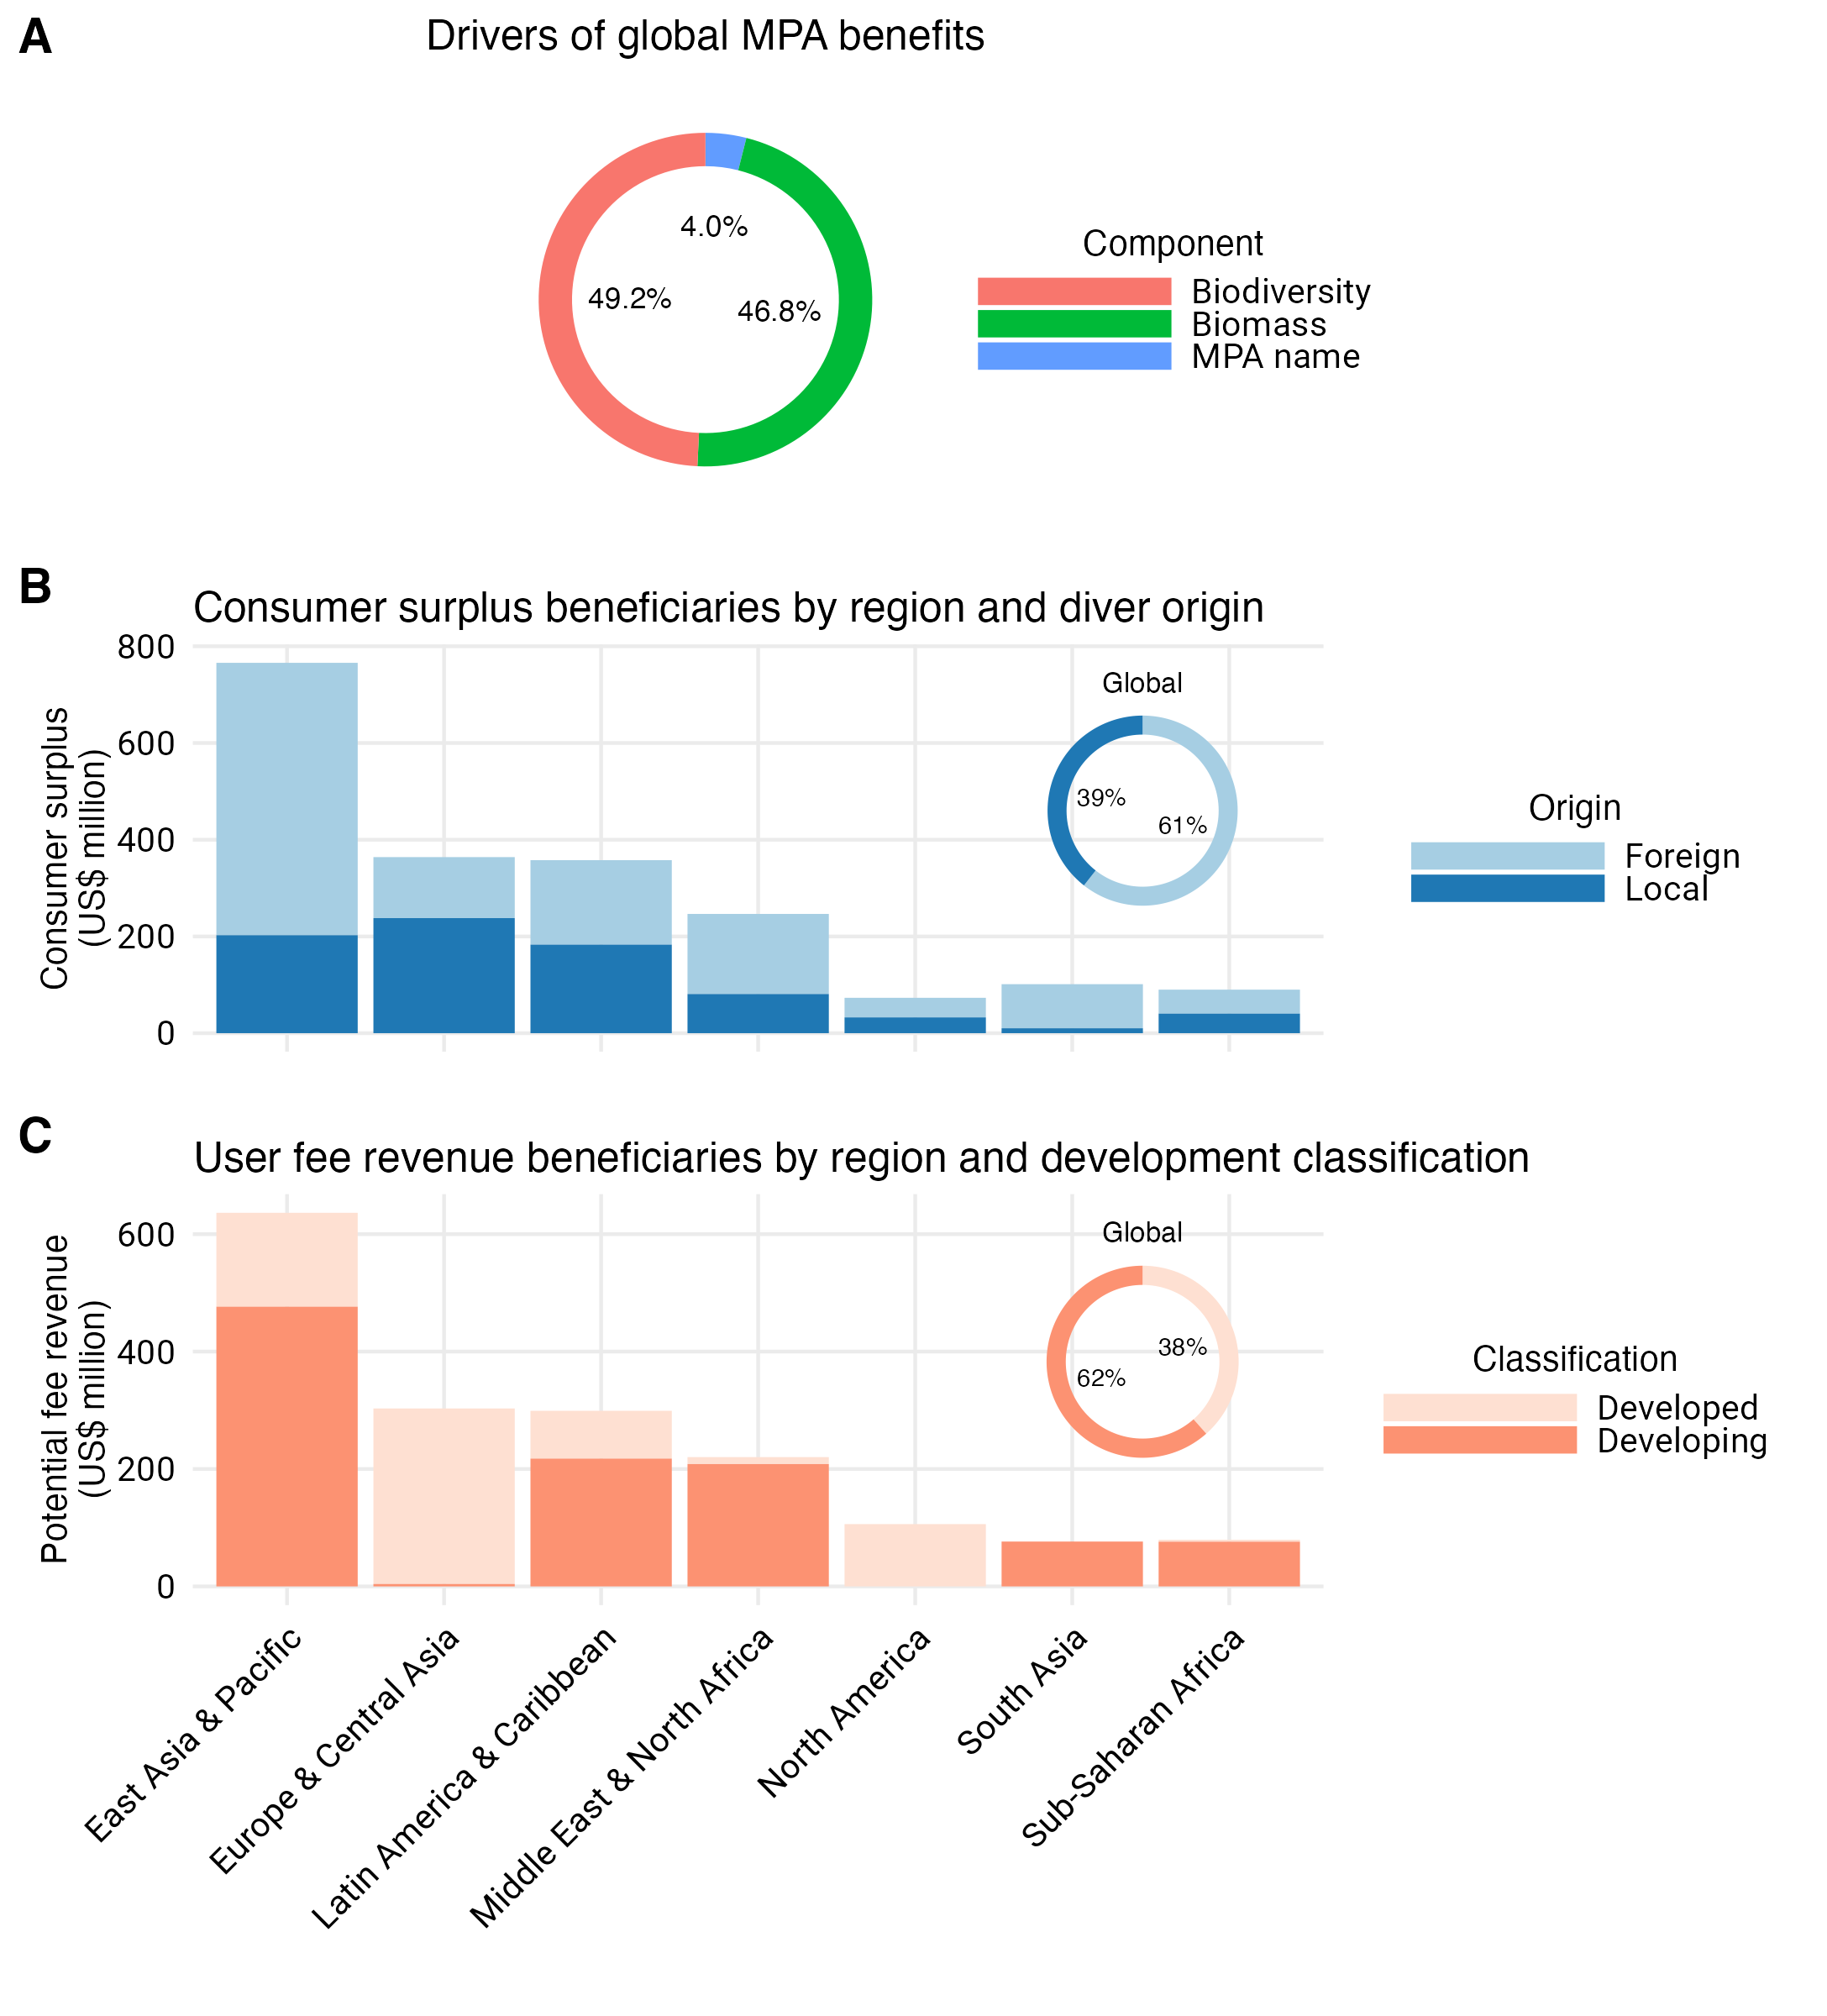 A
Drivers of global MPA benefits
4.0%
49.2%
46.8%
Component
Biodiversity
Biomass
MPA name
B
Consumer surplus beneficiaries by region and diver origin
Consumer surplus
(US$ million)
800
600
400
200
0
Global
39%
61%
Origin
Foreign
Local
C
User fee revenue beneficiaries by region and development classification
Potential fee revenue
(US$ million)
600
400
200
0
Global
38%
62%
Classification
Developed
Developing
East Asia & Pacific
Europe & Central Asia
Latin America & Caribbean
Middle East & North Africa
North America
South Asia
Sub-Saharan Africa